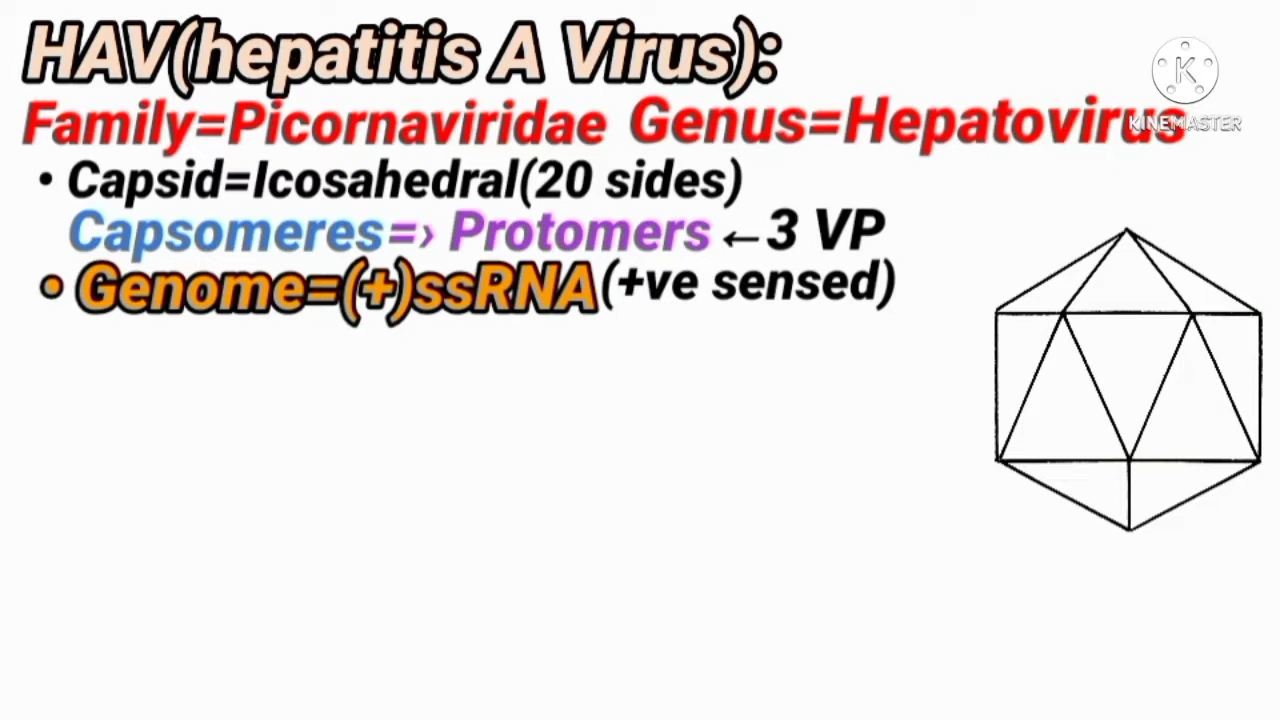 HAV(hepatitis A Virus):
Family=Picornaviridae Genus=Hepatovirus
• Capsid=Icosahedral(20 sides)
Capsomeres=› Protomers ←3 VP
• Genome=(+)ssRNA (+ve sensed)
K
KINEMASTER